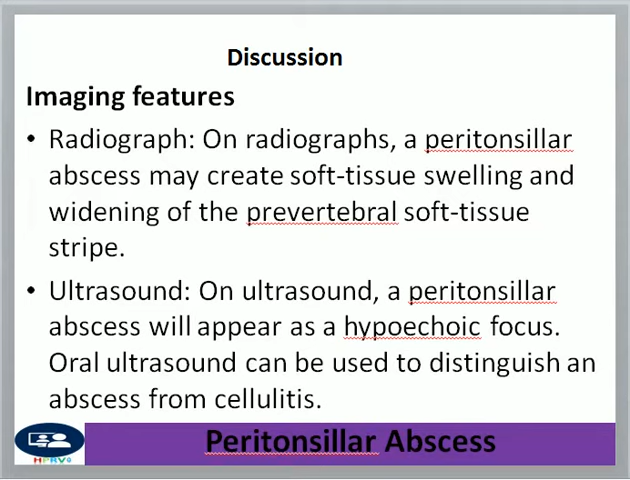 Discussion
Imaging features
• Radiograph: On radiographs, a peritonsillar
abscess may create soft-tissue swelling and
widening of the prevertebral soft-tissue
stripe.
• Ultrasound: On ultrasound, a peritonsillar
abscess will appear as a hypoechoic focus.
Oral ultrasound can be used to distinguish an
abscess from cellulitis.
Peritonsillar Abscess